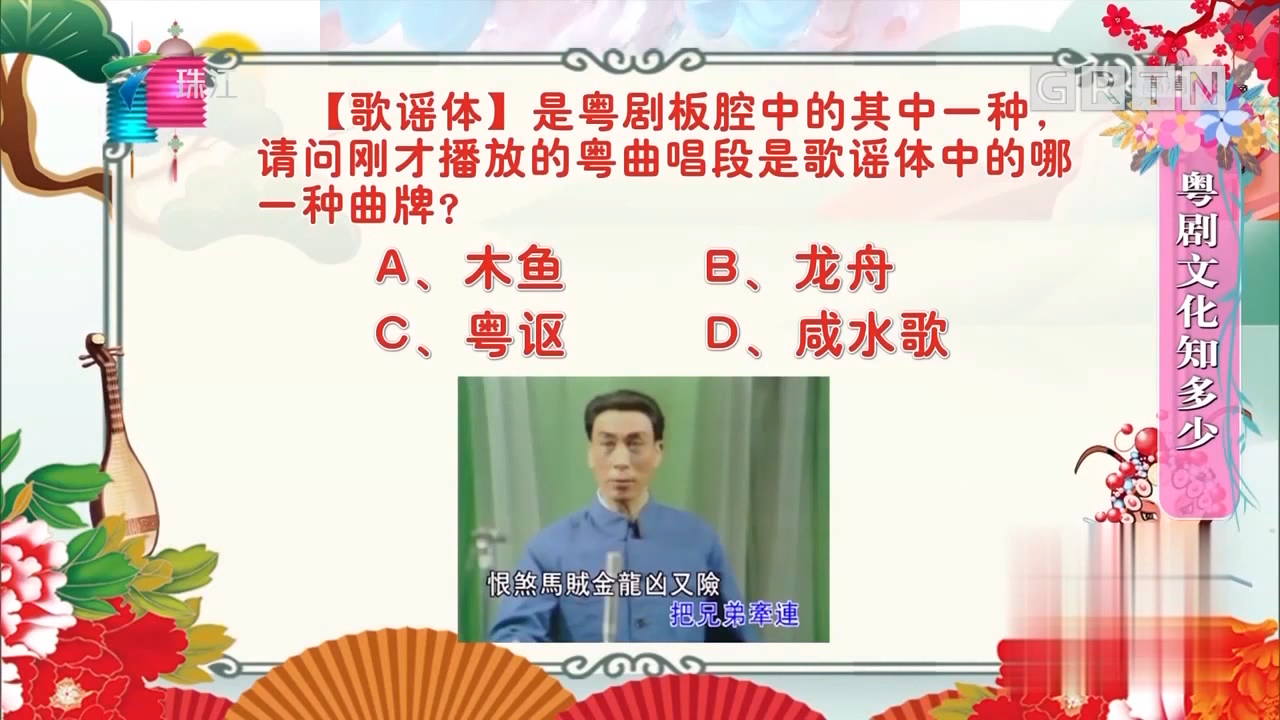 珠江
GRTN
【歌谣体】是粤剧板腔中的其中一种，
请问刚才播放的粤曲唱段是歌谣体中的哪
一种曲牌？
A、木鱼
B、龙舟
C、粤讴
D、咸水歌
恨煞馬賊金龍凶又險
把兄弟牽連
粤剧文化知多少